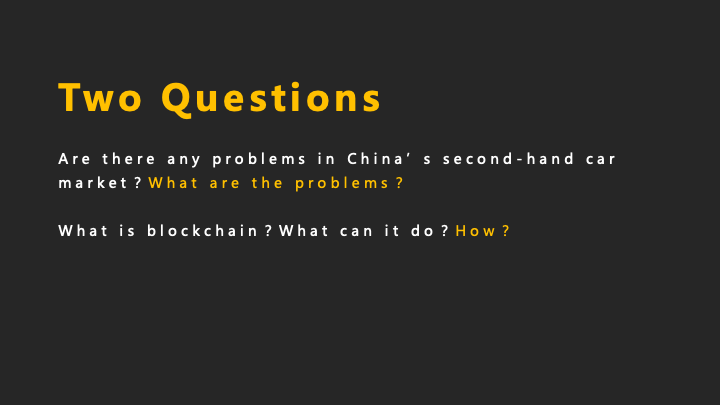 Two Questions
Are there any problems in China’s second-hand car
market？What are the problems？
What is blockchain？What can it do？How？